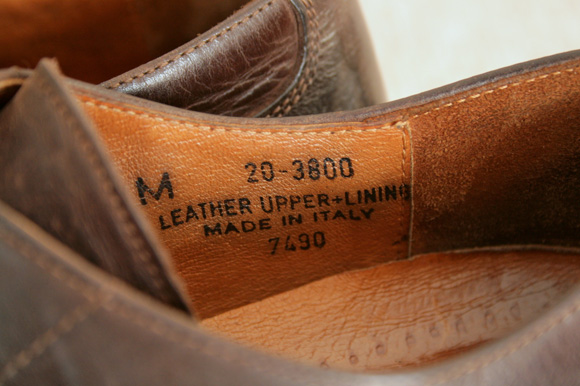 M 20-3800
LEATHER UPPER+LINING
MADE IN ITALY
7490